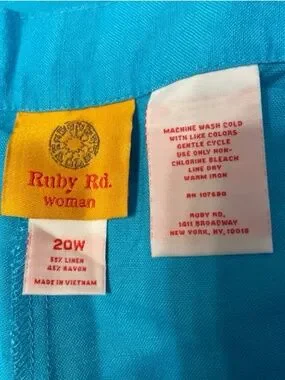 Ruby Rd.
woman
20W
55% LINEN
45% RAYON
MADE IN VIETNAM
MACHINE WASH COLD
WITH LIKE COLORS
GENTLE CYCLE
USE ONLY NON-
CHLORINE BLEACH
LINE DRY
WARM IRON
RN 107680
RUBY RD.
1411 BROADWAY
NEW YORK, NY, 10018